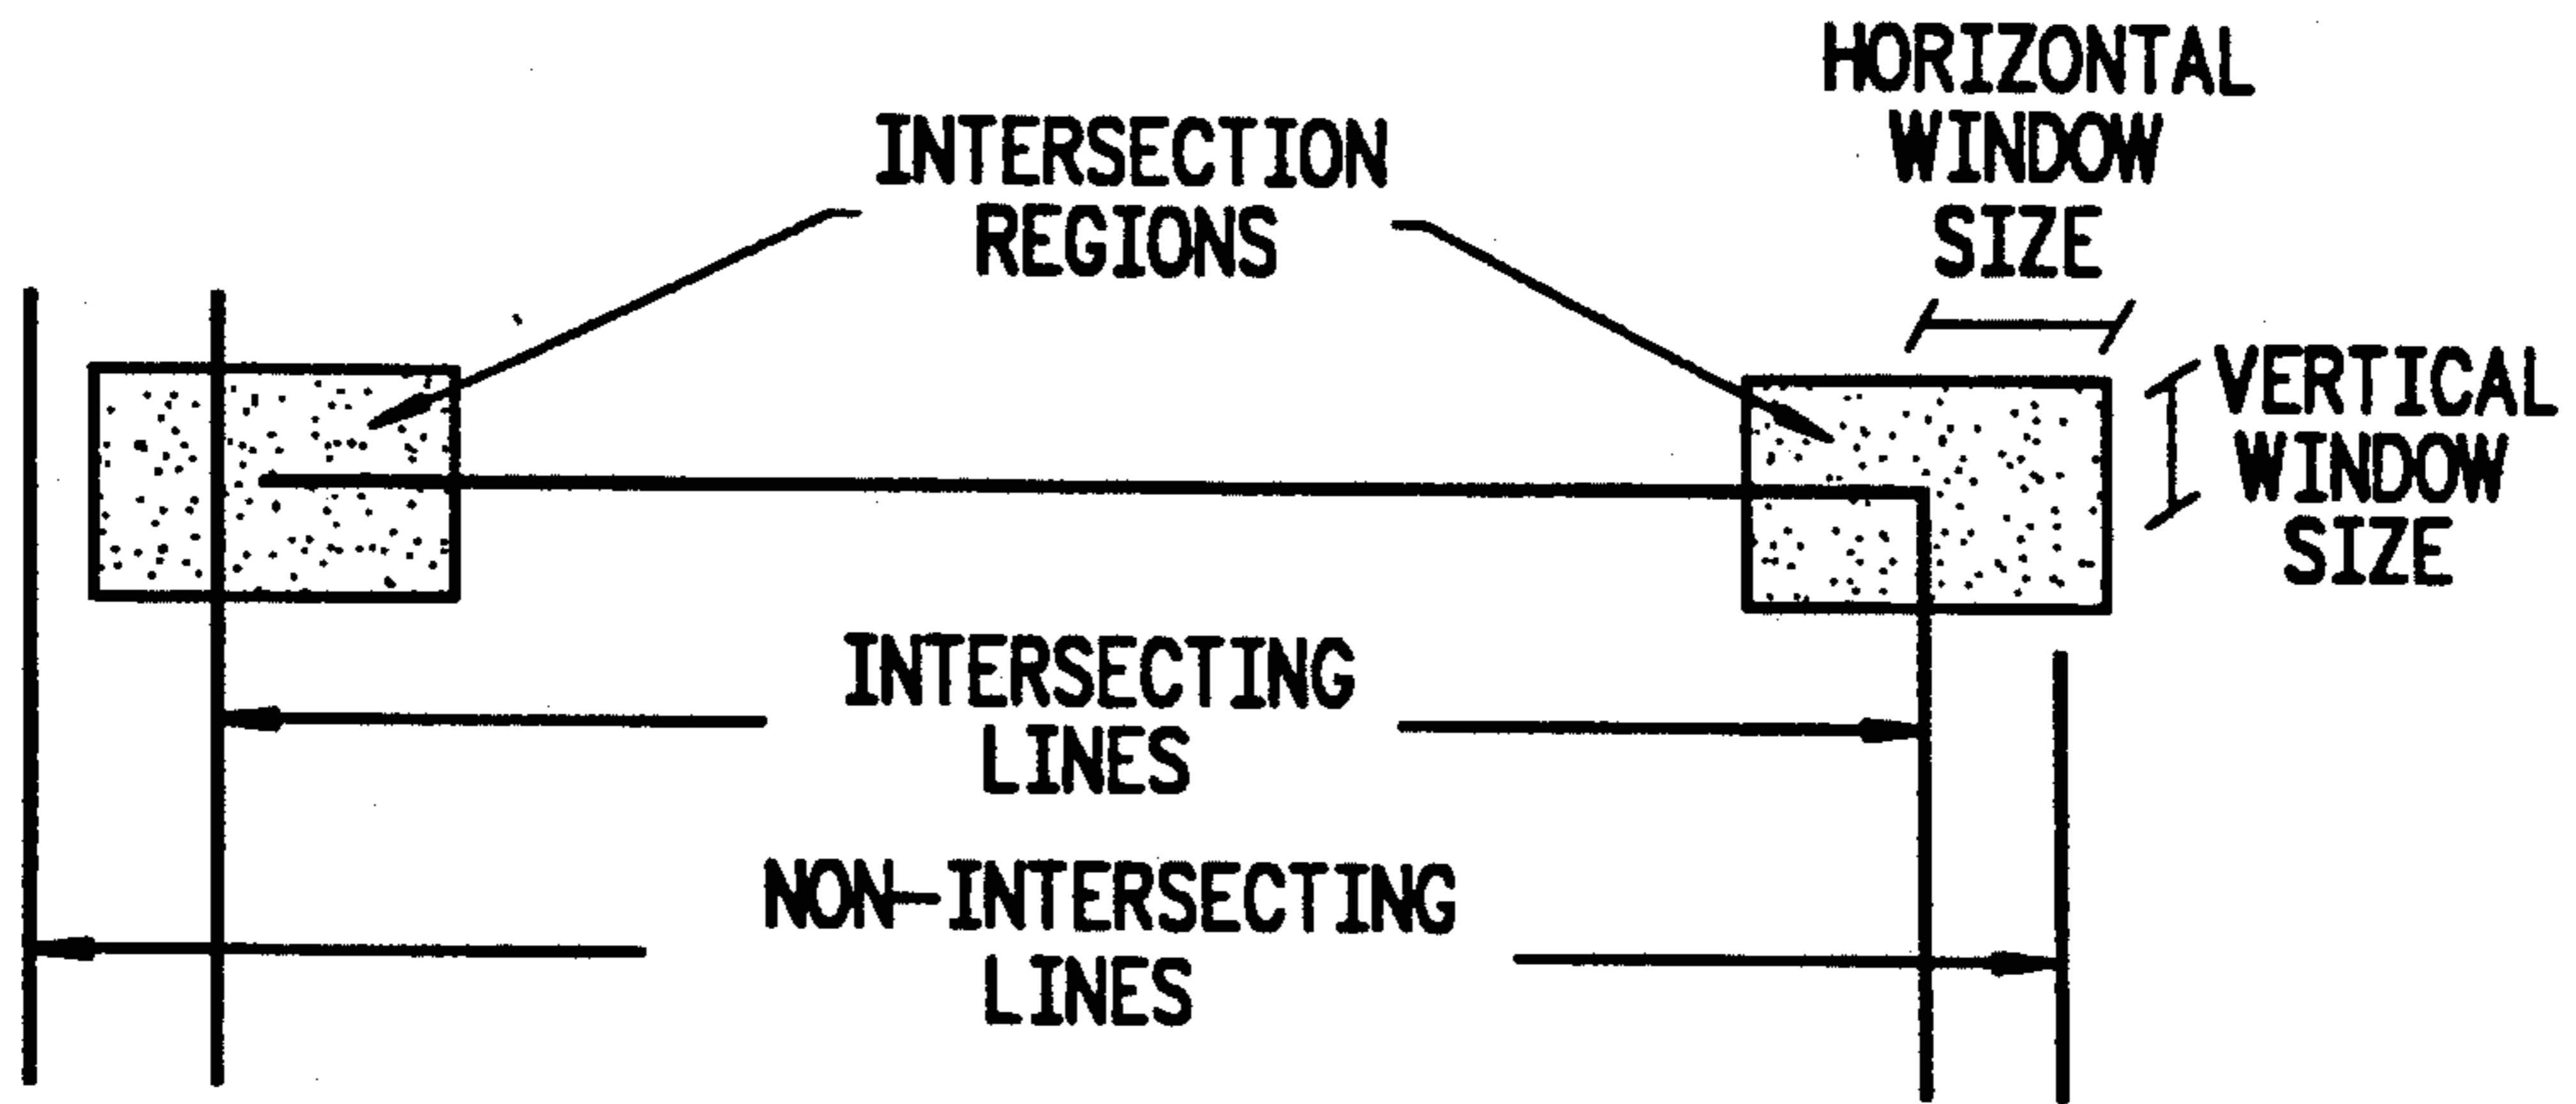 HORIZONTAL
WINDOW
SIZE
INTERSECTION
REGIONS
VERTICAL
WINDOW
SIZE
INTERSECTING
LINES
NON-INTERSECTING
LINES